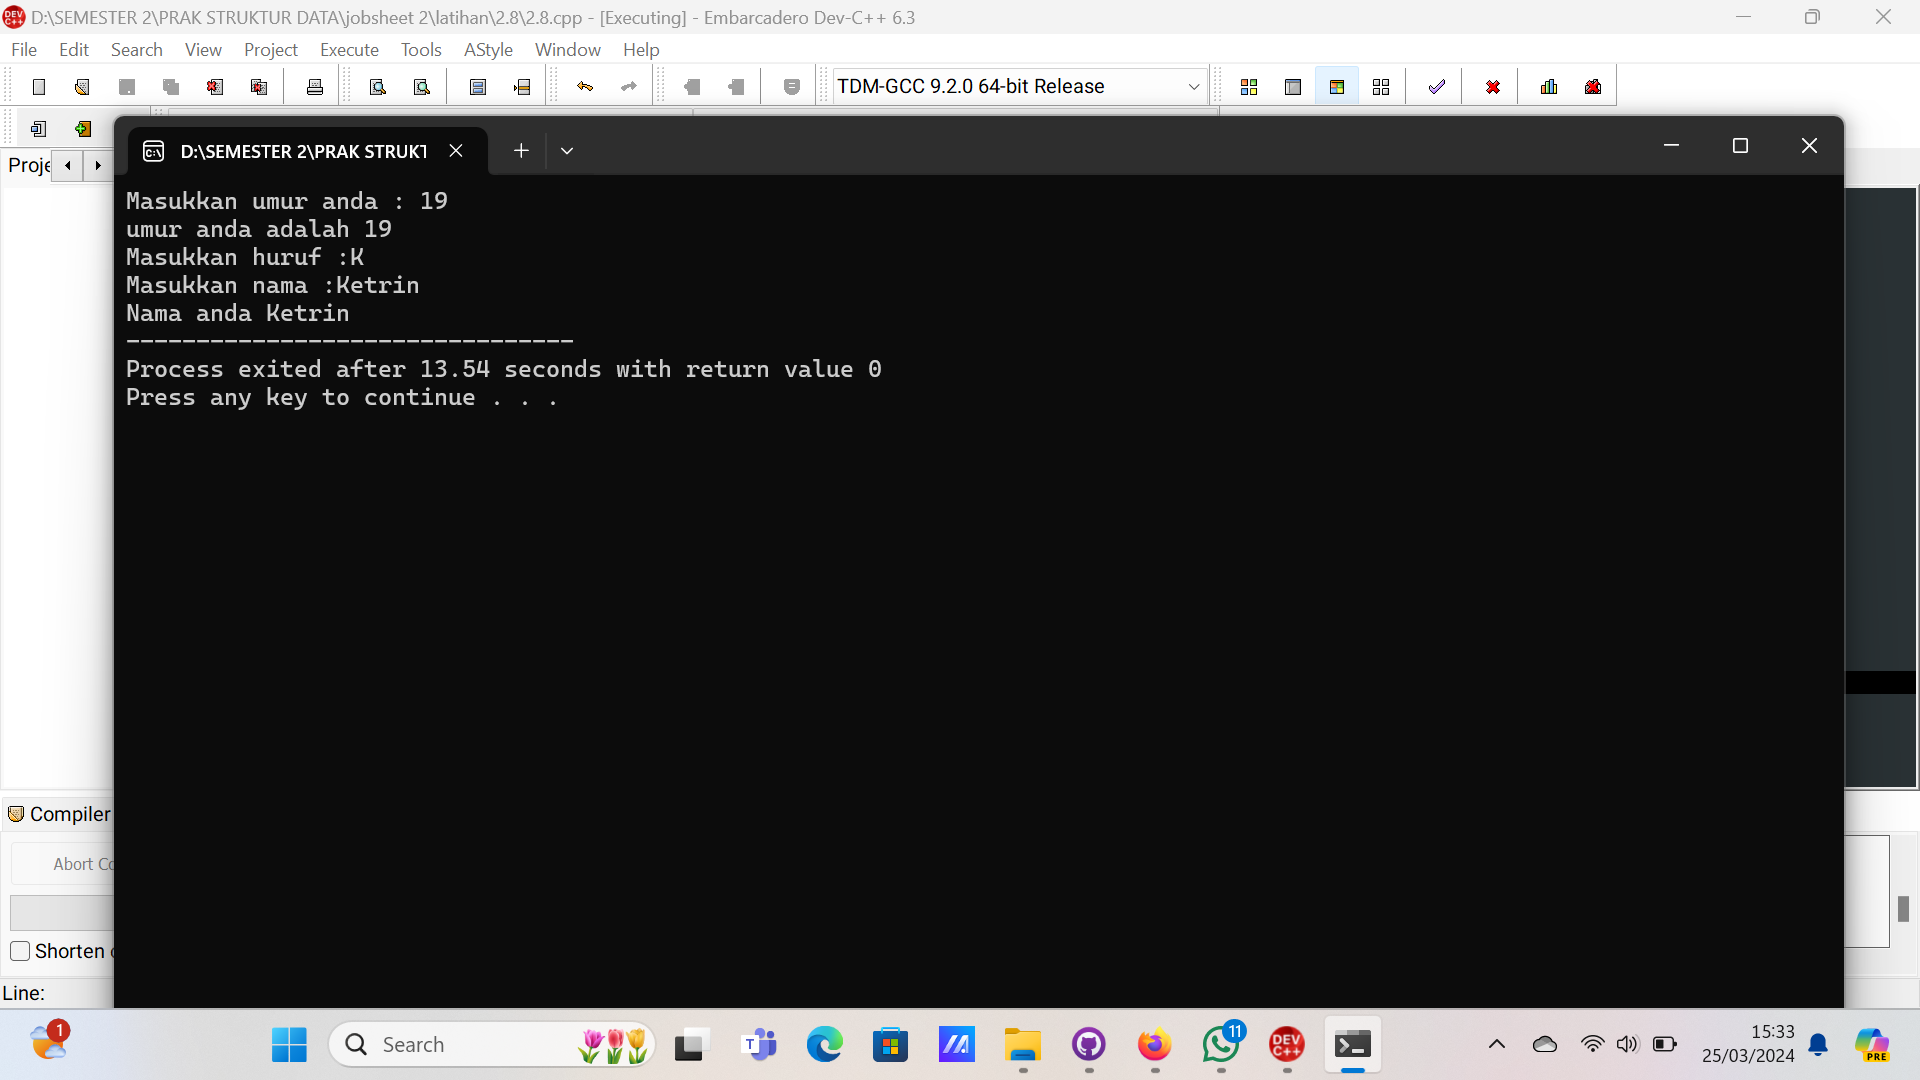 D:\SEMESTER 2\PRAK STRUKTUR DATA\jobsheet 2\latihan\2.8\2.8.cpp - [Executing] - Embarcadero Dev-C++ 6.3
File Edit Search View Project Execute Tools AStyle Window Help
TDM-GCC 9.2.0 64-bit Release
Proje
D:\SEMESTER 2\PRAK STRUKT
Masukkan umur anda : 19
umur anda adalah 19
Masukkan huruf :K
Masukkan nama :Ketrin
Nama anda Ketrin
--------------------------------
Process exited after 13.54 seconds with return value 0
Press any key to continue . . .
Compiler
Abort Co
Shorten
Line:
1
Search
T
11
DEV C++
15:33
25/03/2024
PRE